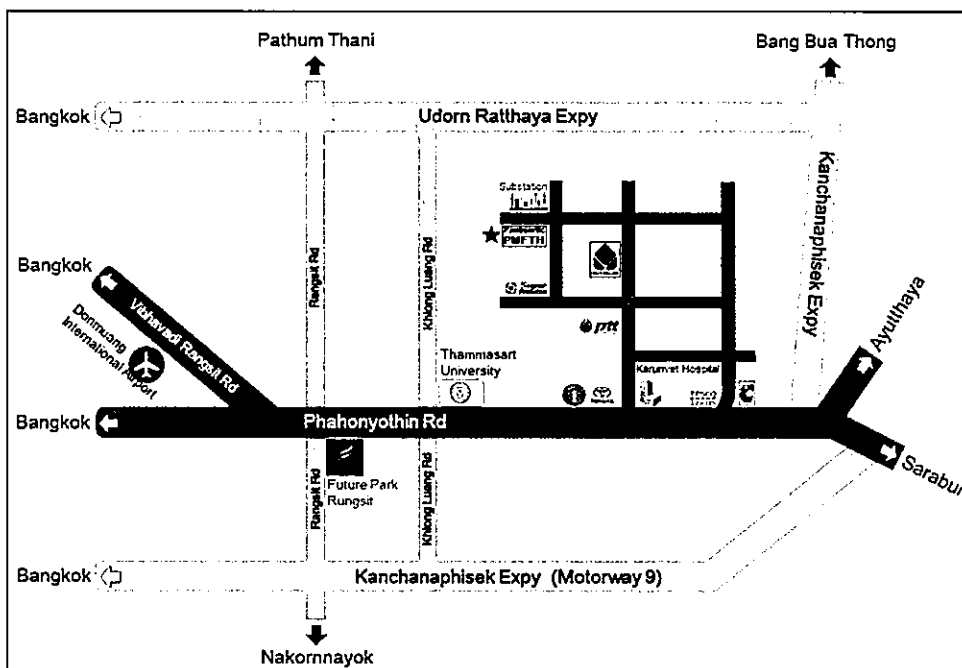 Pathum Thani
Bang Bua Thong
Bangkok
Udorn Ratthaya Expy
Kanchanaphisek Expy
Substation
PMFTH
Bangkok
Rangsit Rd
Khlong Luang Rd
Vibhavadi Rangsit Rd
Donmuang
International Airport
ptt
Ayutthaya
Thammasart
University
Karunvet Hospital
TOYOTA
Bangkok
Phahonyothin Rd
Saraburi
Rangsit Rd
Khlong Luang Rd
Future Park
Rungsit
Bangkok
Kanchanaphisek Expy (Motorway 9)
Nakornnayok